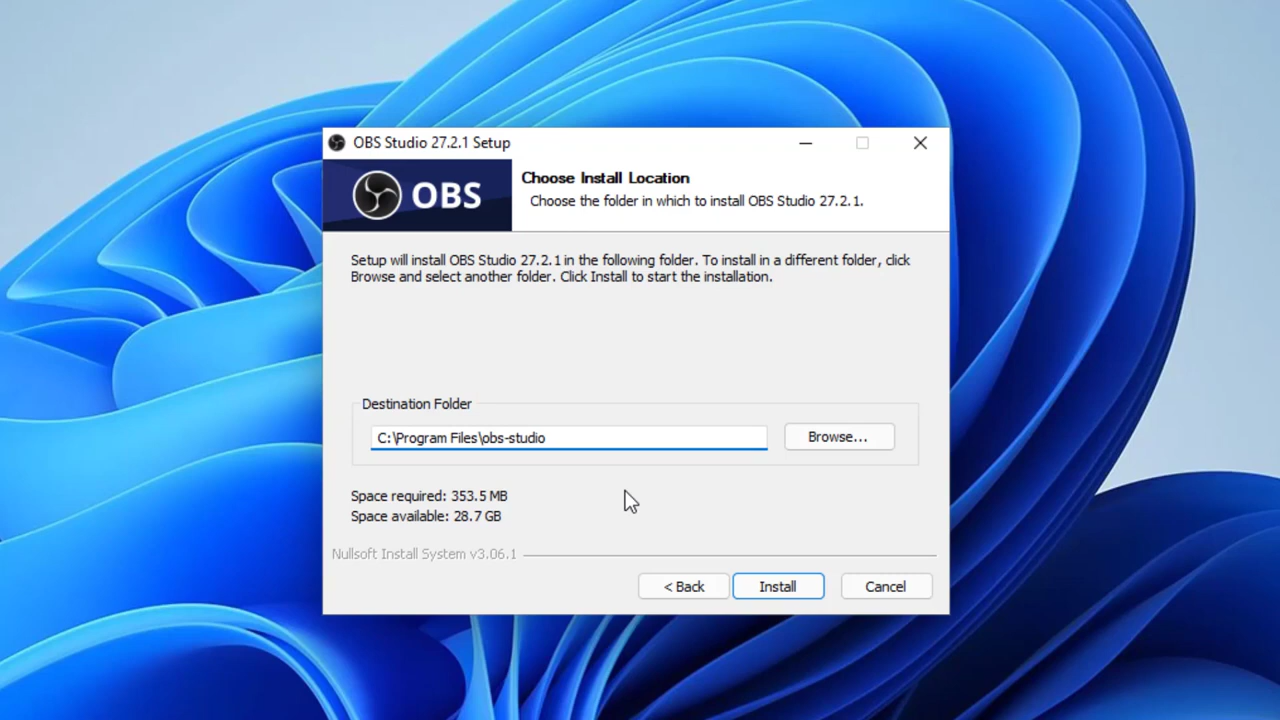 OBS Studio 27.2.1 Setup
OBS
Choose Install Location
Choose the folder in which to install OBS Studio 27.2.1.
Setup will install OBS Studio 27.2.1 in the following folder. To install in a different folder, click
Browse and select another folder. Click Install to start the installation.
Destination Folder
C:\Program Files\obs-studio
Browse...
Space required: 353.5 MB
Space available: 28.7 GB
Nullsoft Install System v3.06.1
< Back
Install
Cancel